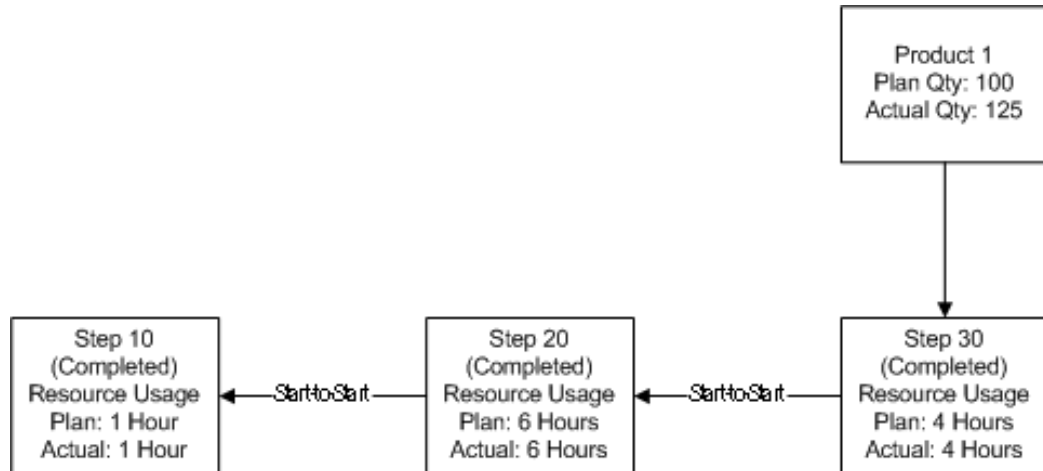 Product 1
Plan Qty: 100
Actual Qty: 125
Step 10
(Completed)
Resource Usage
Plan: 1 Hour
Actual: 1 Hour
Start-to-Start
Step 20
(Completed)
Resource Usage
Plan: 6 Hours
Actual: 6 Hours
Start-to-Start
Step 30
(Completed)
Resource Usage
Plan: 4 Hours
Actual: 4 Hours